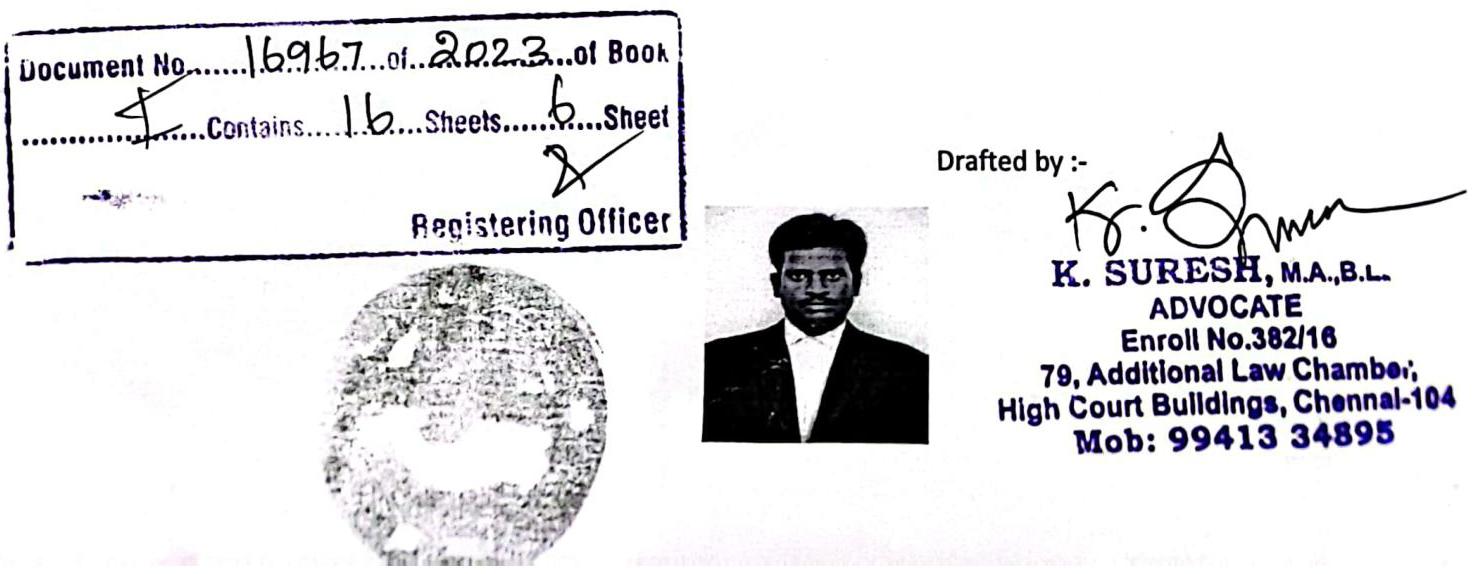 Document No.......16967...of...2023...of Book
..................I.....Contains.....16....Sheets......6....Sheet
Registering Officer
Drafted by :-
K. Suresh
K. SURESH, M.A.,B.L.
ADVOCATE
Enroll No.382/16
79, Additional Law Chamber,
High Court Buildings, Chennai-104
Mob: 99413 34895